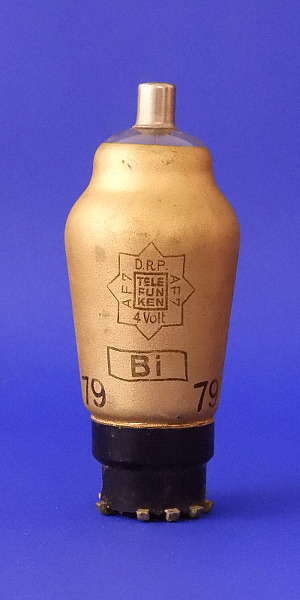 D.R.P.
AF7 TELE AF7
FUN
KEN
4 Volt
Bi
79 79